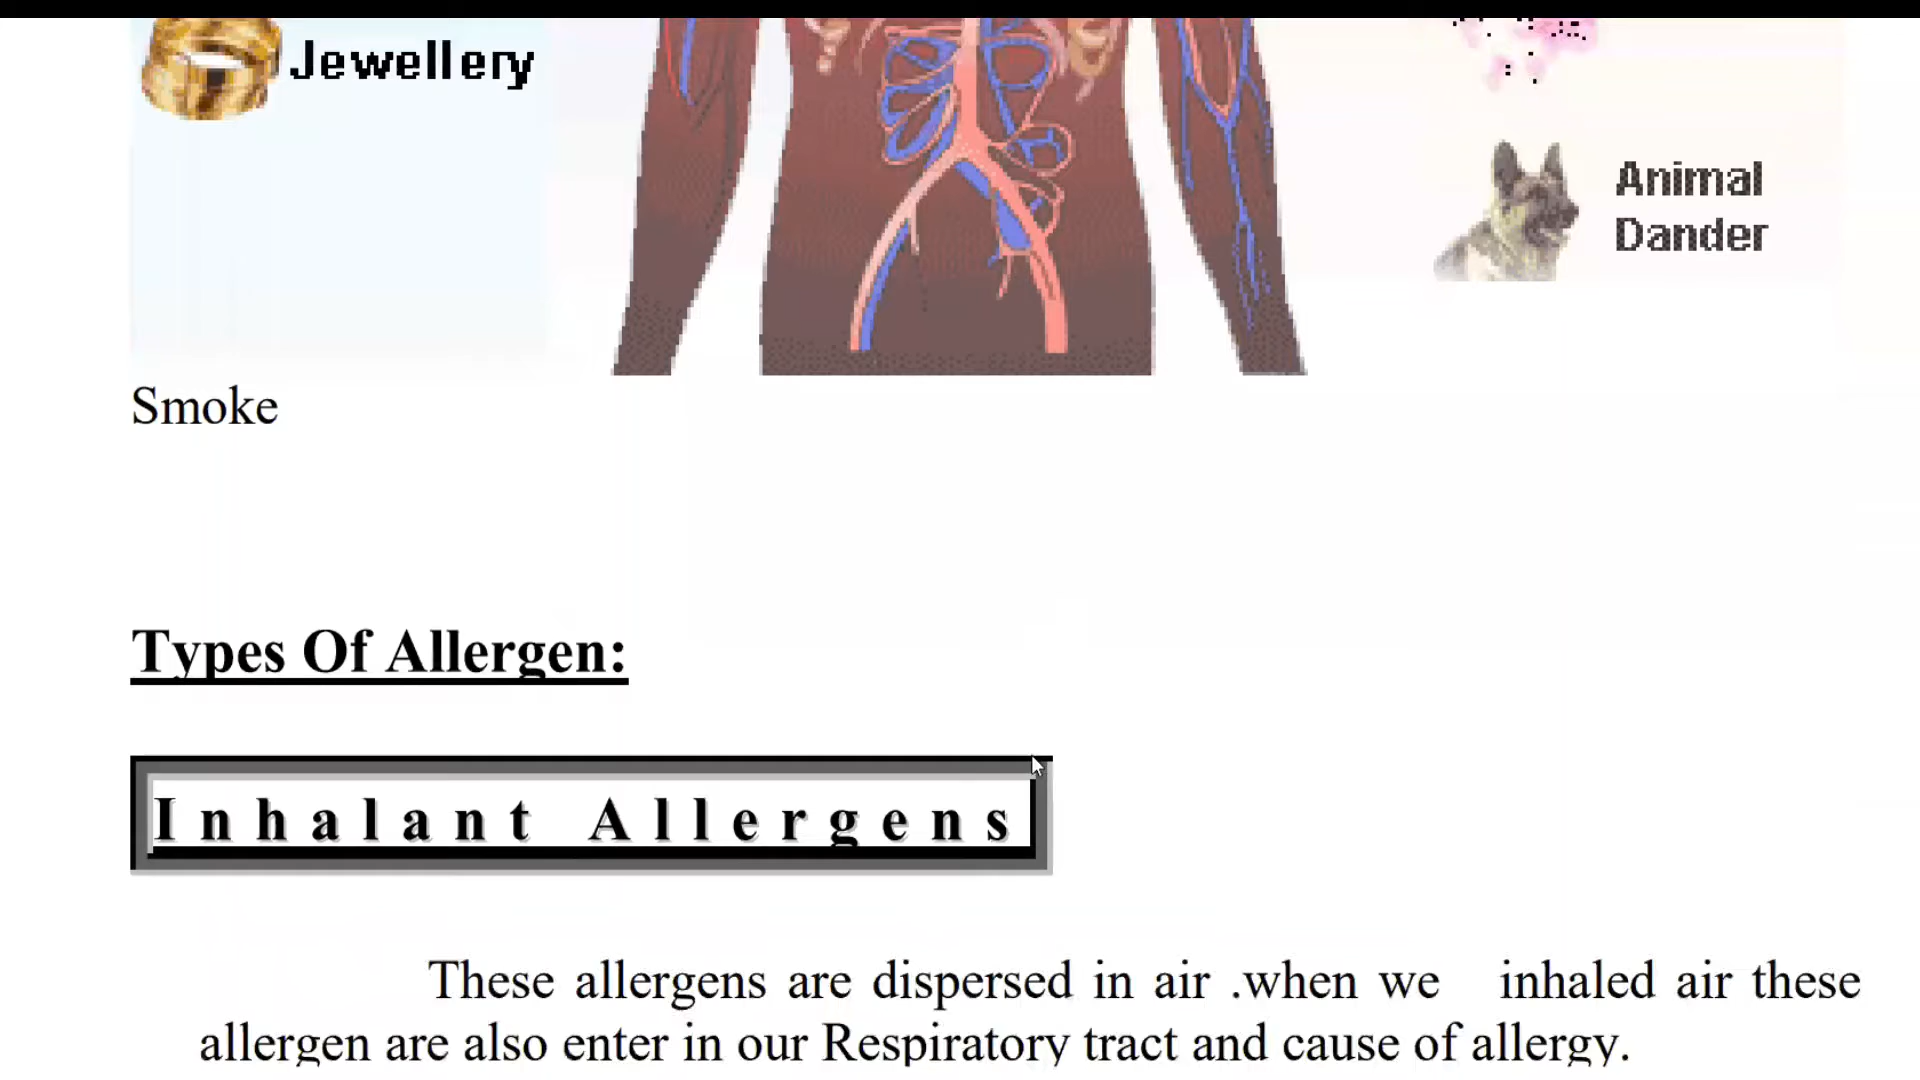 Jewellery
Animal
Dander
Smoke
Types Of Allergen:
Inhalant Allergens
These allergens are dispersed in air .when we inhaled air these
allergen are also enter in our Respiratory tract and cause of allergy.